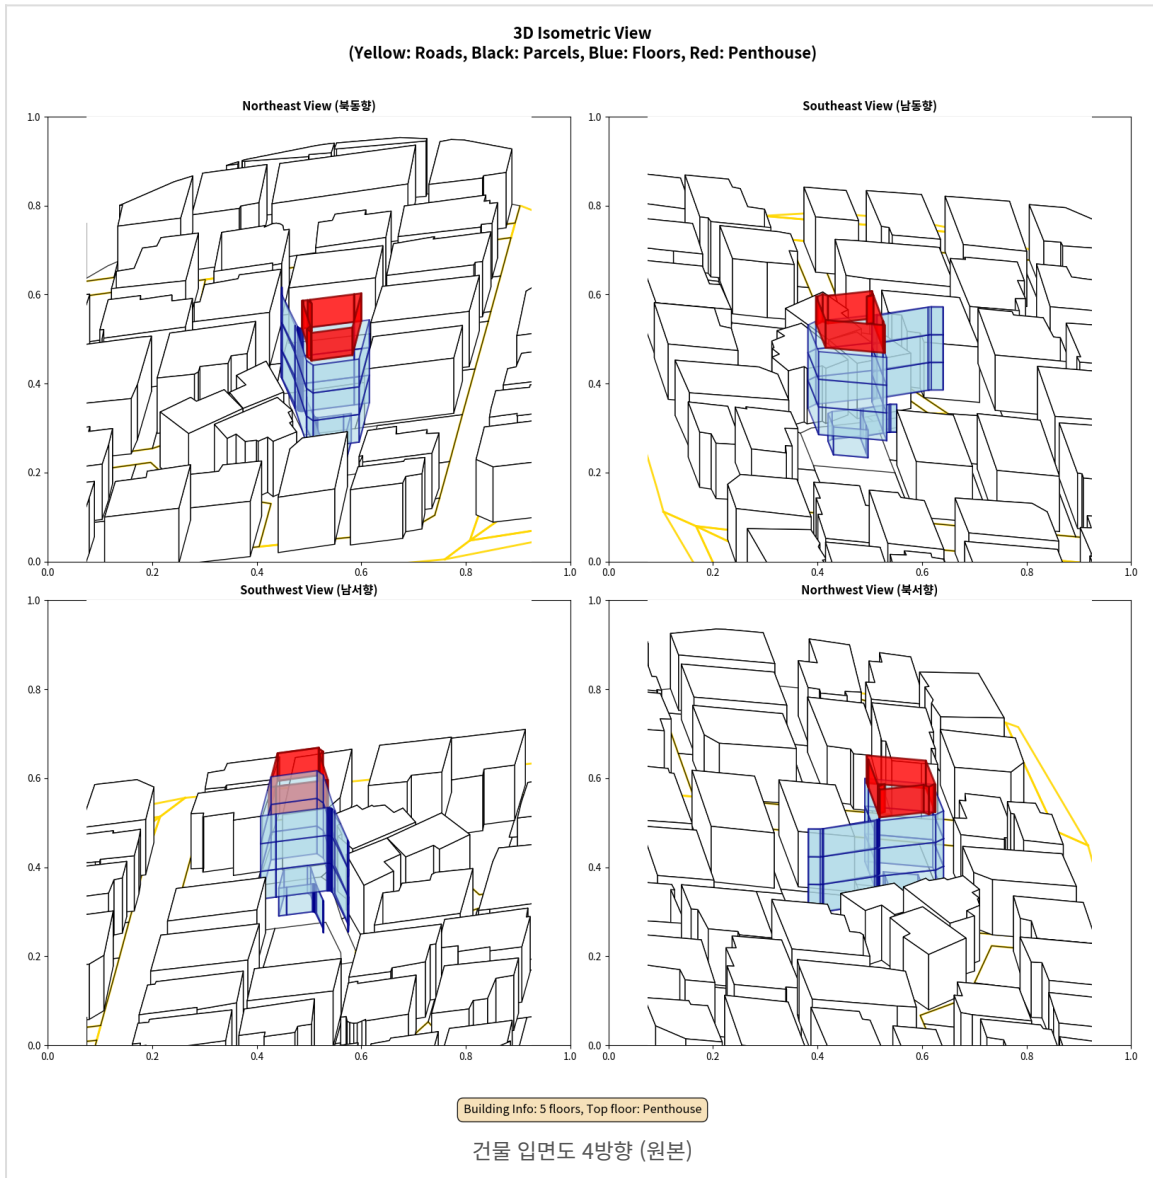 3D Isometric View
(Yellow: Roads, Black: Parcels, Blue: Floors, Red: Penthouse)
Northeast View (북동향)
1.0
0.8
0.6
0.4
0.2
0.0
0.0 0.2 0.4 0.6 0.8 1.0
Southeast View (남동향)
1.0
0.8
0.6
0.4
0.2
0.0
0.0 0.2 0.4 0.6 0.8 1.0
Southwest View (남서향)
1.0
0.8
0.6
0.4
0.2
0.0
0.0 0.2 0.4 0.6 0.8 1.0
Northwest View (북서향)
1.0
0.8
0.6
0.4
0.2
0.0
0.0 0.2 0.4 0.6 0.8 1.0
Building Info: 5 floors, Top floor: Penthouse
건물 입면도 4방향 (원본)